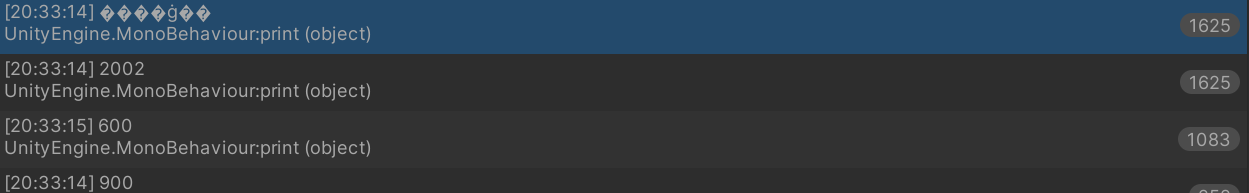 [20:33:14] ����ġ��
UnityEngine.MonoBehaviour:print (object)
1625
[20:33:14] 2002
UnityEngine.MonoBehaviour:print (object)
1625
[20:33:15] 600
UnityEngine.MonoBehaviour:print (object)
1083
[20:33:14] 900